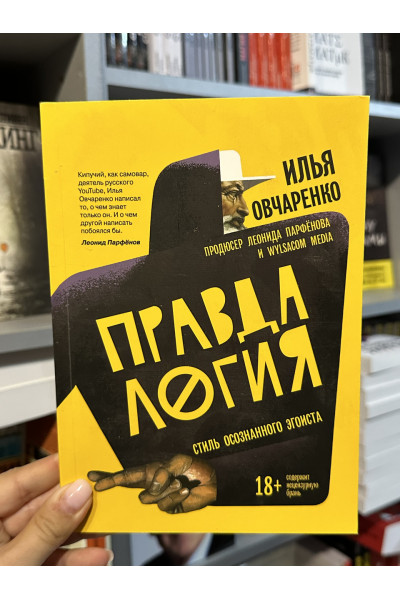 Кипучий, как самовар,
деятель русского
YouTube, Илья
Овчаренко написал
то, о чем знает
только он. И о чем
другой написать
побоялся бы.
Леонид Парфёнов
ИЛЬЯ
ОВЧАРЕНКО
ПРОДЮСЕР ЛЕОНИДА ПАРФЁНОВА
И WYLSACOM MEDIA
ПРАВДА
ЛОГИЯ
СТИЛЬ ОСОЗНАННОГО ЭГОИСТА
18+ содержит
нецензурную
брань